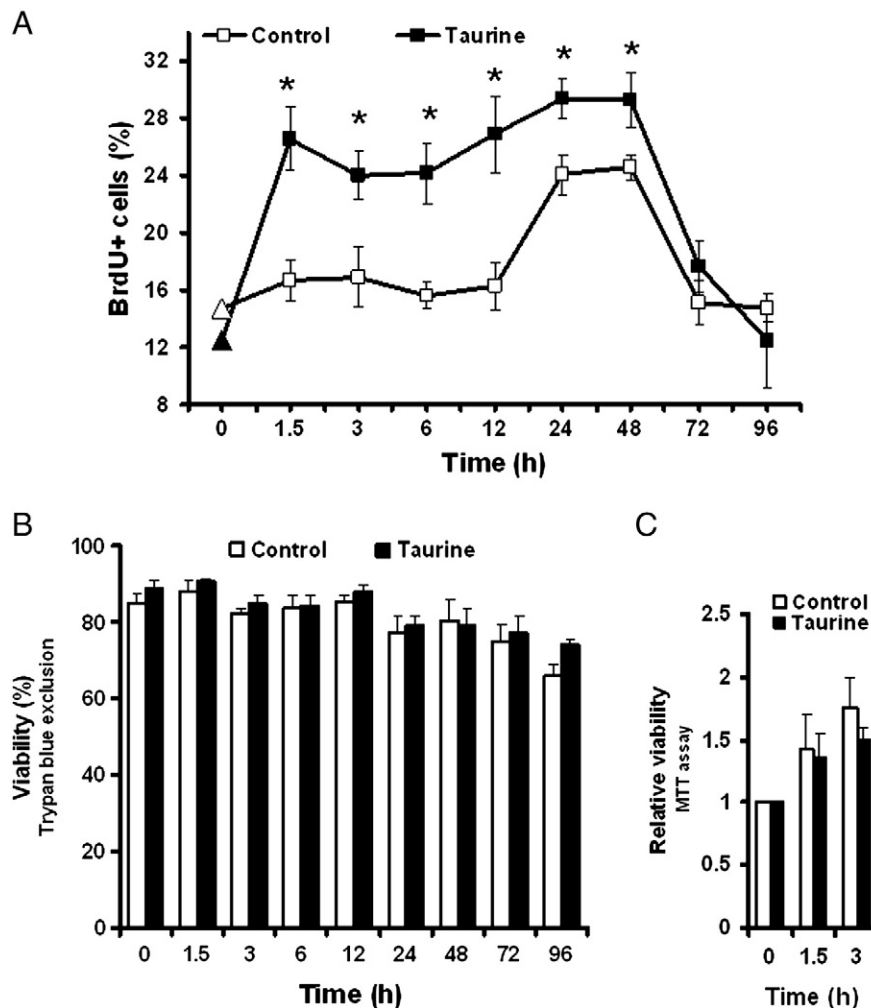 A
Control Taurine
32
28
24
20
16
12
8
BrdU+ cells (%)
* * * * * *
0 1.5 3 6 12 24 48 72 96
Time (h)
B
Control Taurine
100
80
60
40
20
0
Viability (%)
Trypan blue exclusion
0 1.5 3 6 12 24 48 72 96
Time (h)
C
Control
Taurine
2.5
2
1.5
1
0.5
0
Relative viability
MTT assay
0 1.5 3
Time (h)